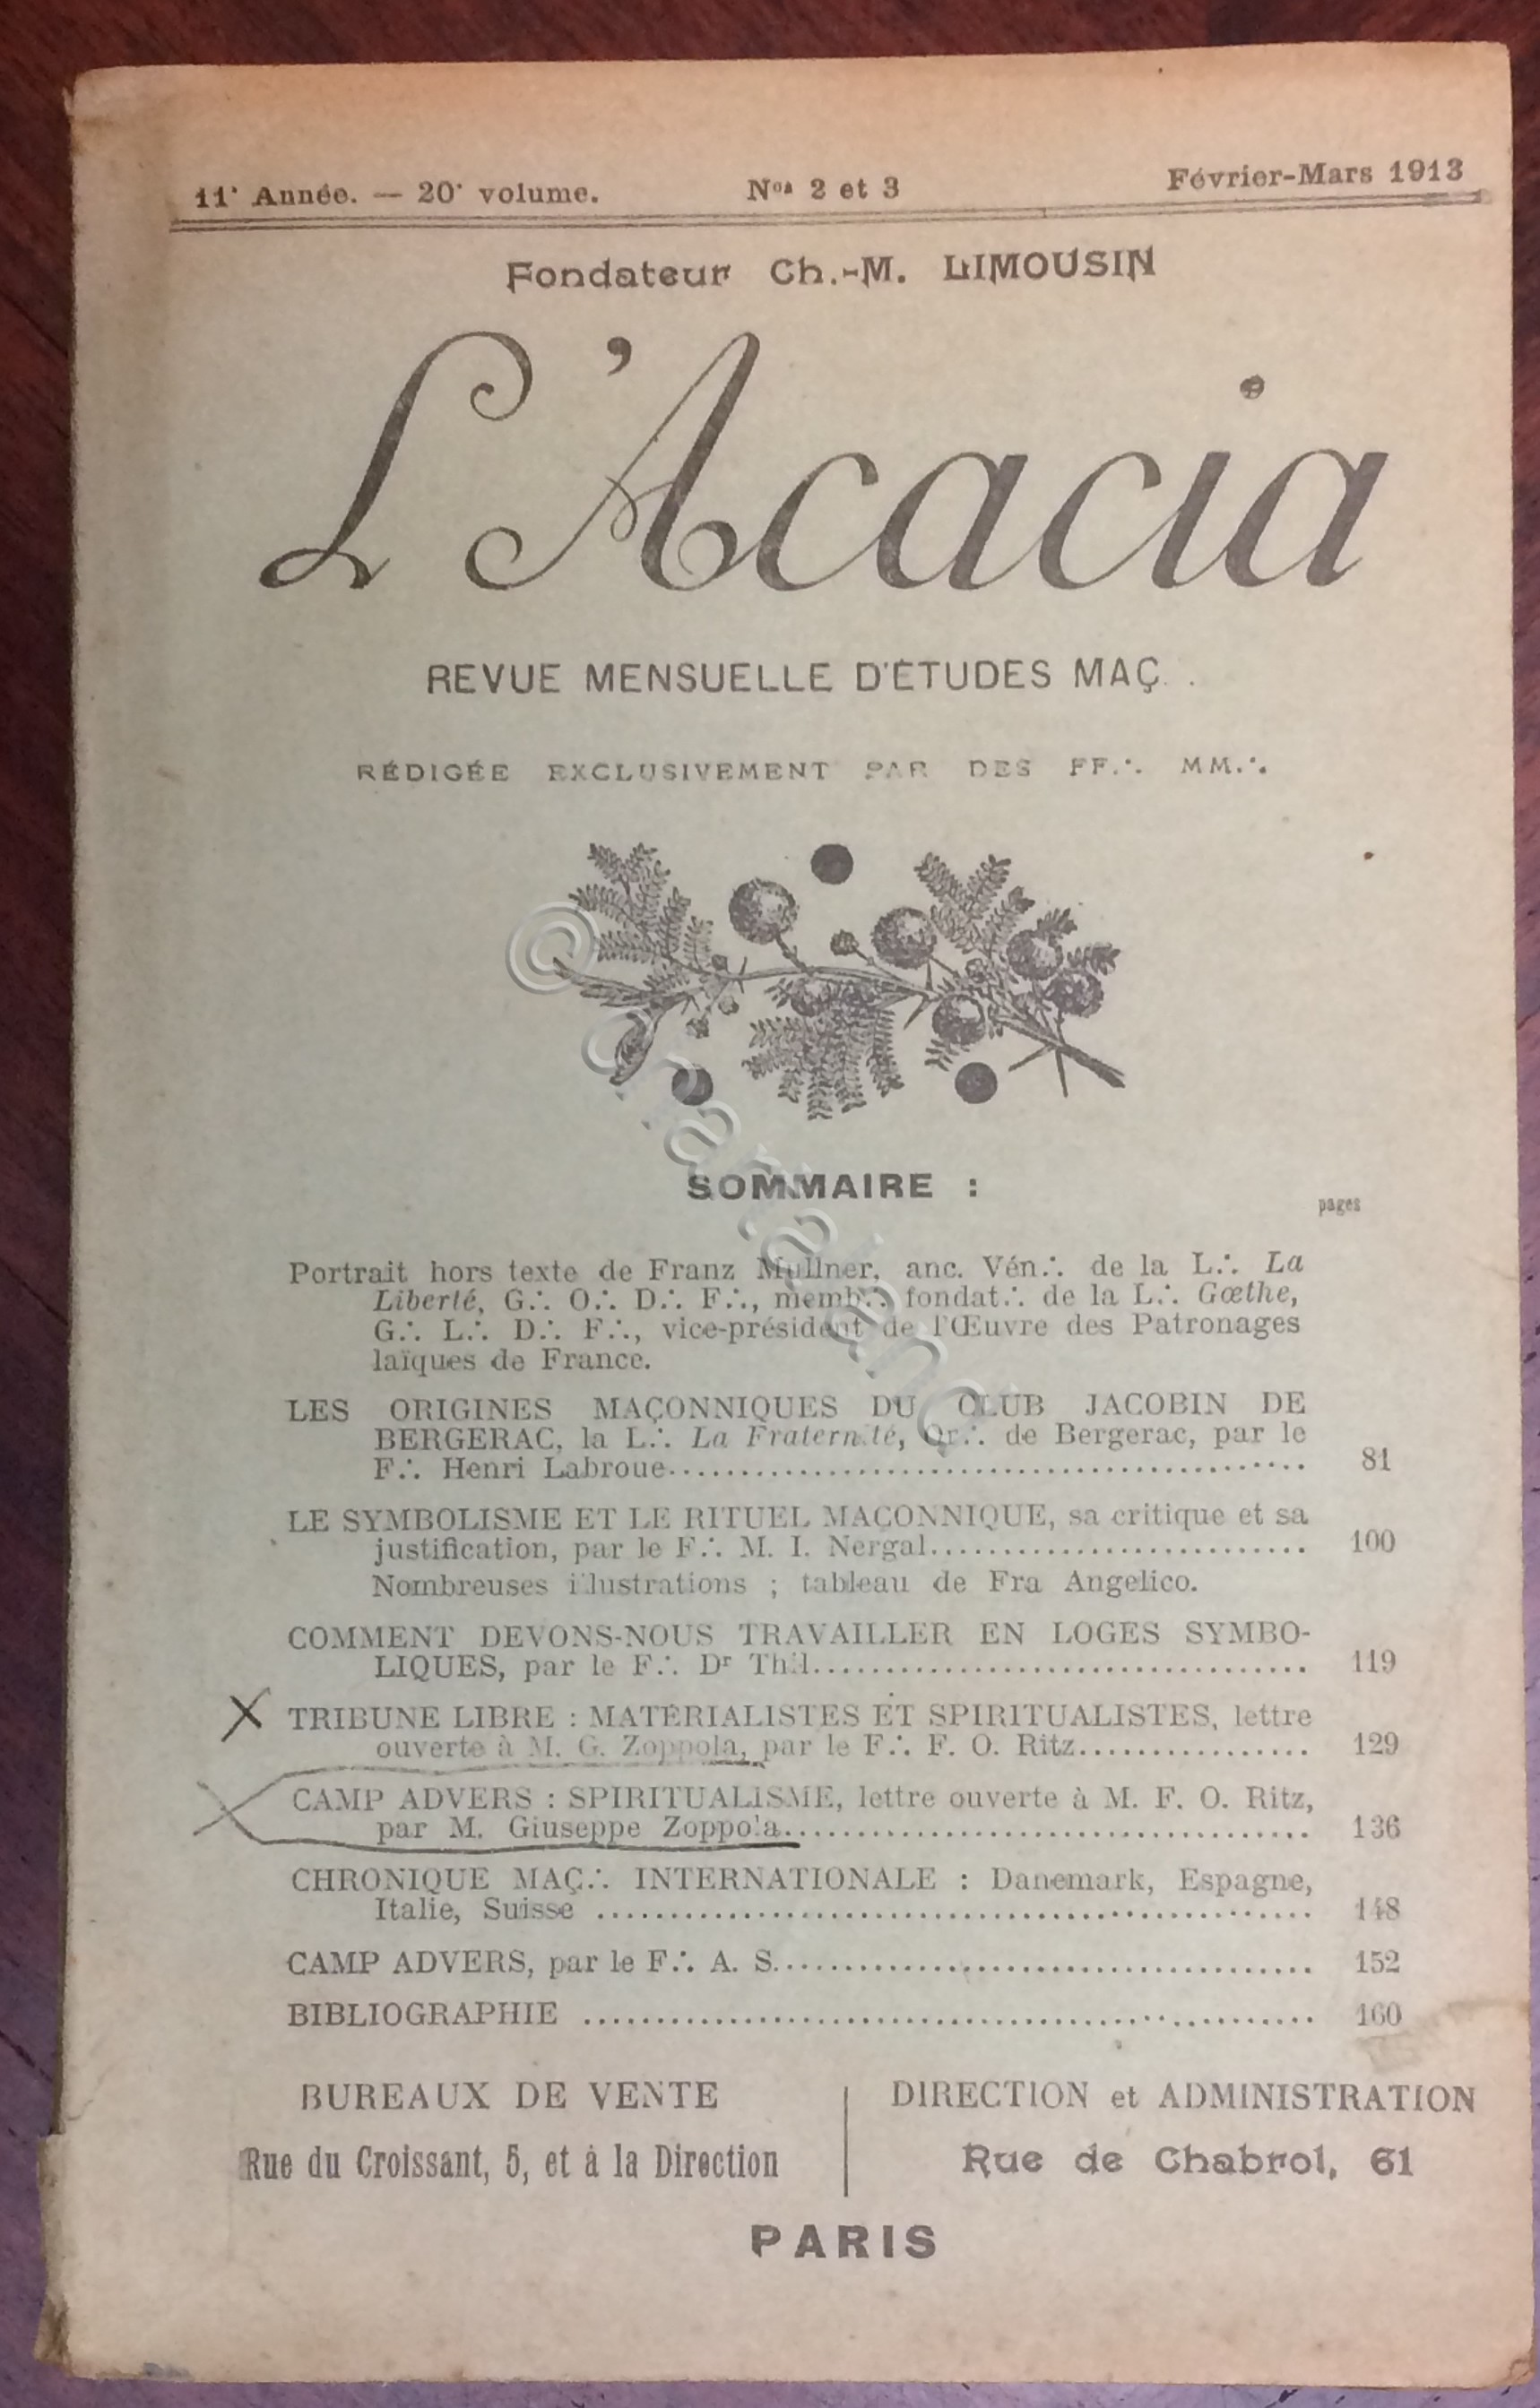 11e Année. — 20e volume. Nos 2 et 3 Février-Mars 1913
Fondateur Ch.-M. LIMOUSIN
L'Acacia
REVUE MENSUELLE D'ÉTUDES MAÇ∴
RÉDIGÉE EXCLUSIVEMENT PAR DES FF∴ MM∴
SOMMAIRE :
pages
Portrait hors texte de Franz Mullner, anc. Vén∴ de la L∴ La
Liberté, G∴ O∴ D∴ F∴, memb∴ fondat∴ de la L∴ Gœthe,
G∴ L∴ D∴ F∴, vice-président de l'Œuvre des Patronages
laïques de France.
LES ORIGINES MAÇONNIQUES DU CLUB JACOBIN DE
BERGERAC, la L∴ La Fraternité, Or∴ de Bergerac, par le
F∴ Henri Labroue........ 81
LE SYMBOLISME ET LE RITUEL MAÇONNIQUE, sa critique et sa
justification, par le F∴ M. I. Nergal........ 100
Nombreuses illustrations ; tableau de Fra Angelico.
COMMENT DEVONS-NOUS TRAVAILLER EN LOGES SYMBO-
LIQUES, par le F∴ Dr Thil........ 119
TRIBUNE LIBRE : MATÉRIALISTES ET SPIRITUALISTES, lettre
ouverte à M. G. Zoppola, par le F∴ F. O. Ritz........ 129
CAMP ADVERS : SPIRITUALISME, lettre ouverte à M. F. O. Ritz,
par M. Giuseppe Zoppola........ 136
CHRONIQUE MAÇ∴ INTERNATIONALE : Danemark, Espagne,
Italie, Suisse ........ 148
CAMP ADVERS, par le F∴ A. S........ 152
BIBLIOGRAPHIE ........ 160
BUREAUX DE VENTE
Rue du Croissant, 5, et à la Direction
DIRECTION et ADMINISTRATION
Rue de Chabrol, 61
PARIS